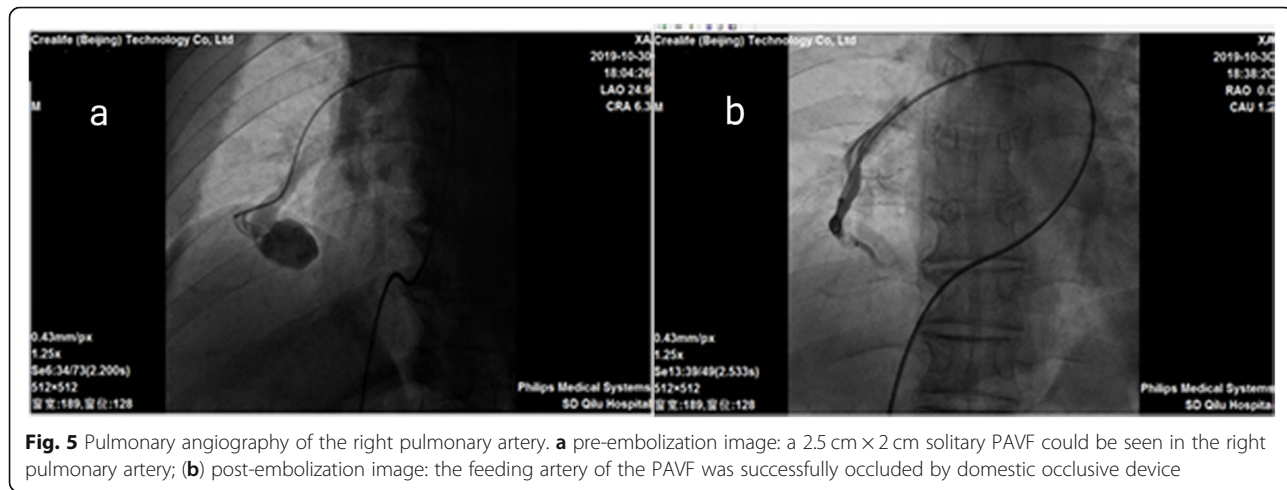 Crealife (Beijing) Technology Co, Ltd
XA
2019-10-30
18:04:26
LAO 24.9
CRA 6.3
M
a
0.43mm/px
1.25x
Se6:34/73(2.200s)
512×512
窗宽:189,窗位:128
Philips Medical Systems
SD Qilu Hospital
Crealife (Beijing) Technology Co, Ltd
2019-10-3
18:38:2
RAO 0.
CAU 1.
M
b
0.43mm/px
1.25x
Se13:39/49(2.533s)
512×512
窗宽:189,窗位:128
Philips Medical Systems
SD Qilu Hospital
Fig. 5 Pulmonary angiography of the right pulmonary artery. a pre-embolization image: a 2.5 cm × 2 cm solitary PAVF could be seen in the right
pulmonary artery; (b) post-embolization image: the feeding artery of the PAVF was successfully occluded by domestic occlusive device